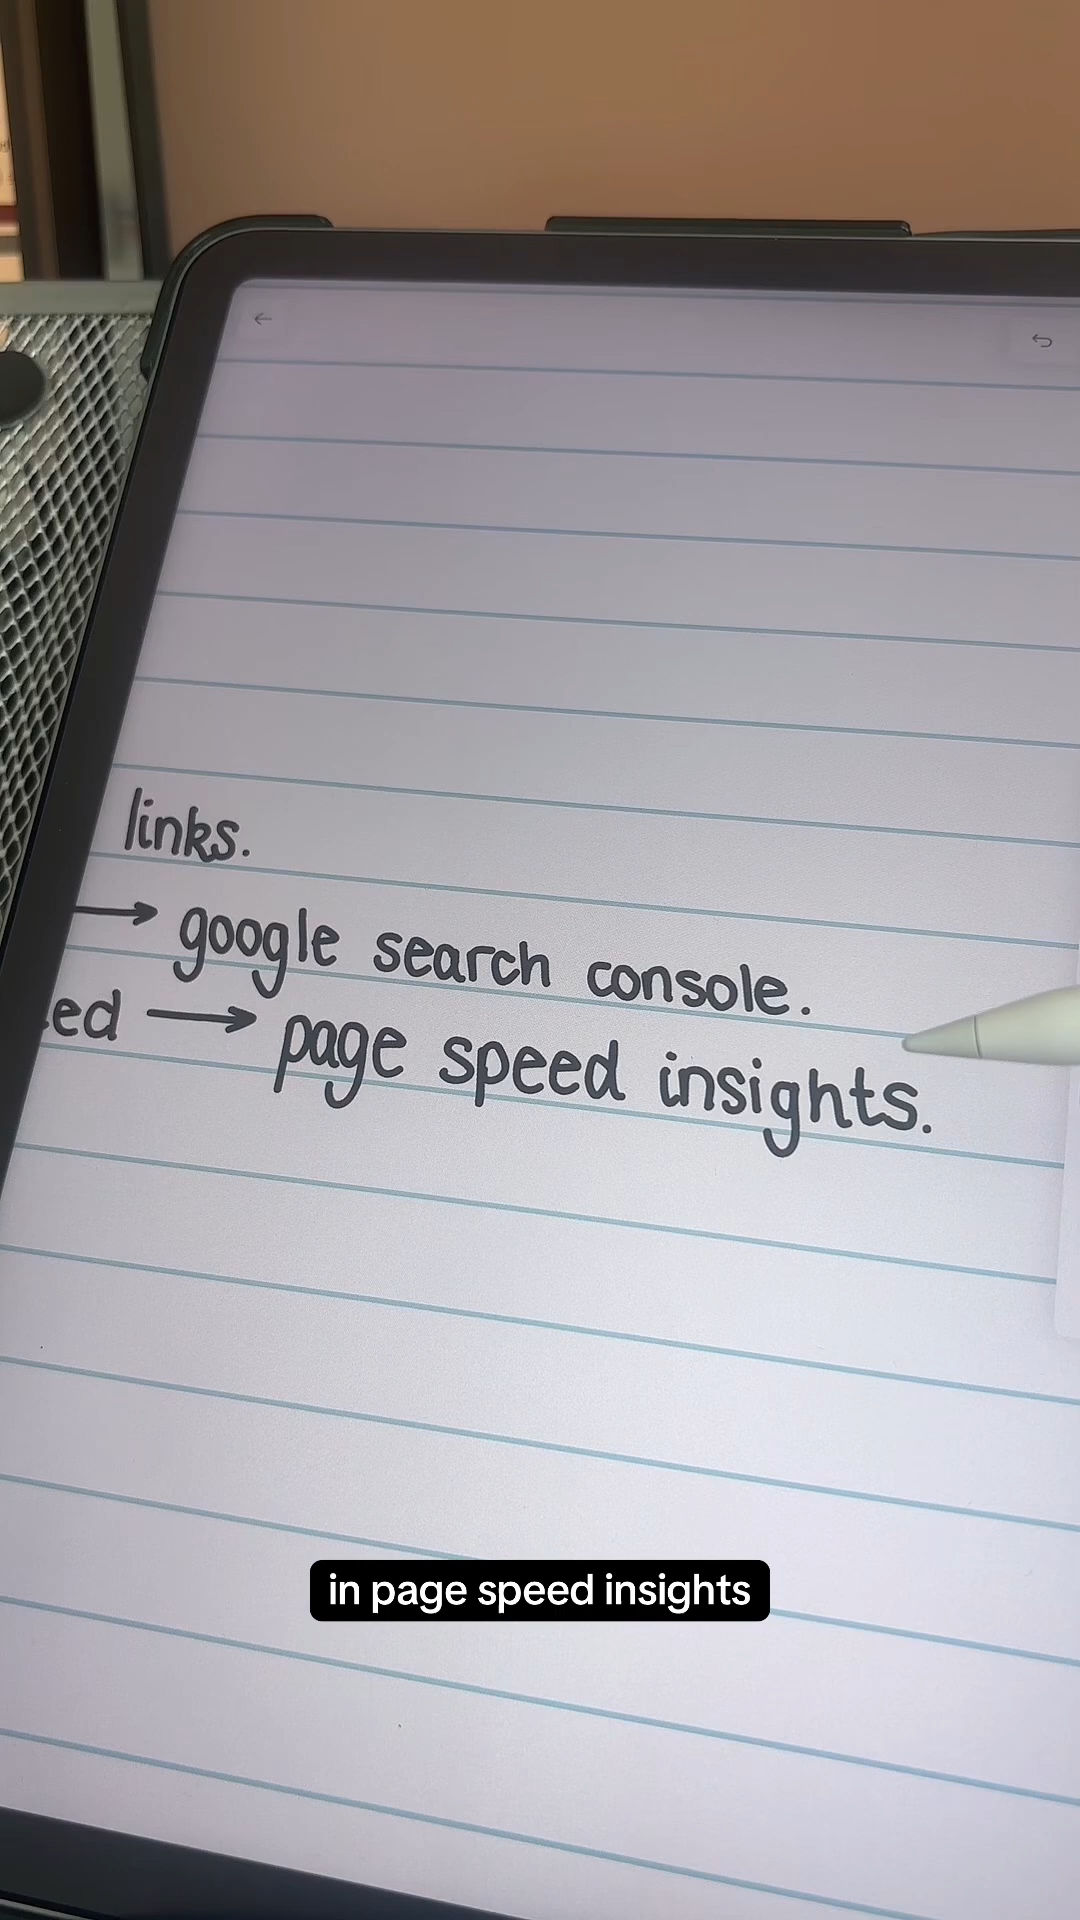 links.
→ google search console.
ed → page speed insights.
in page speed insights